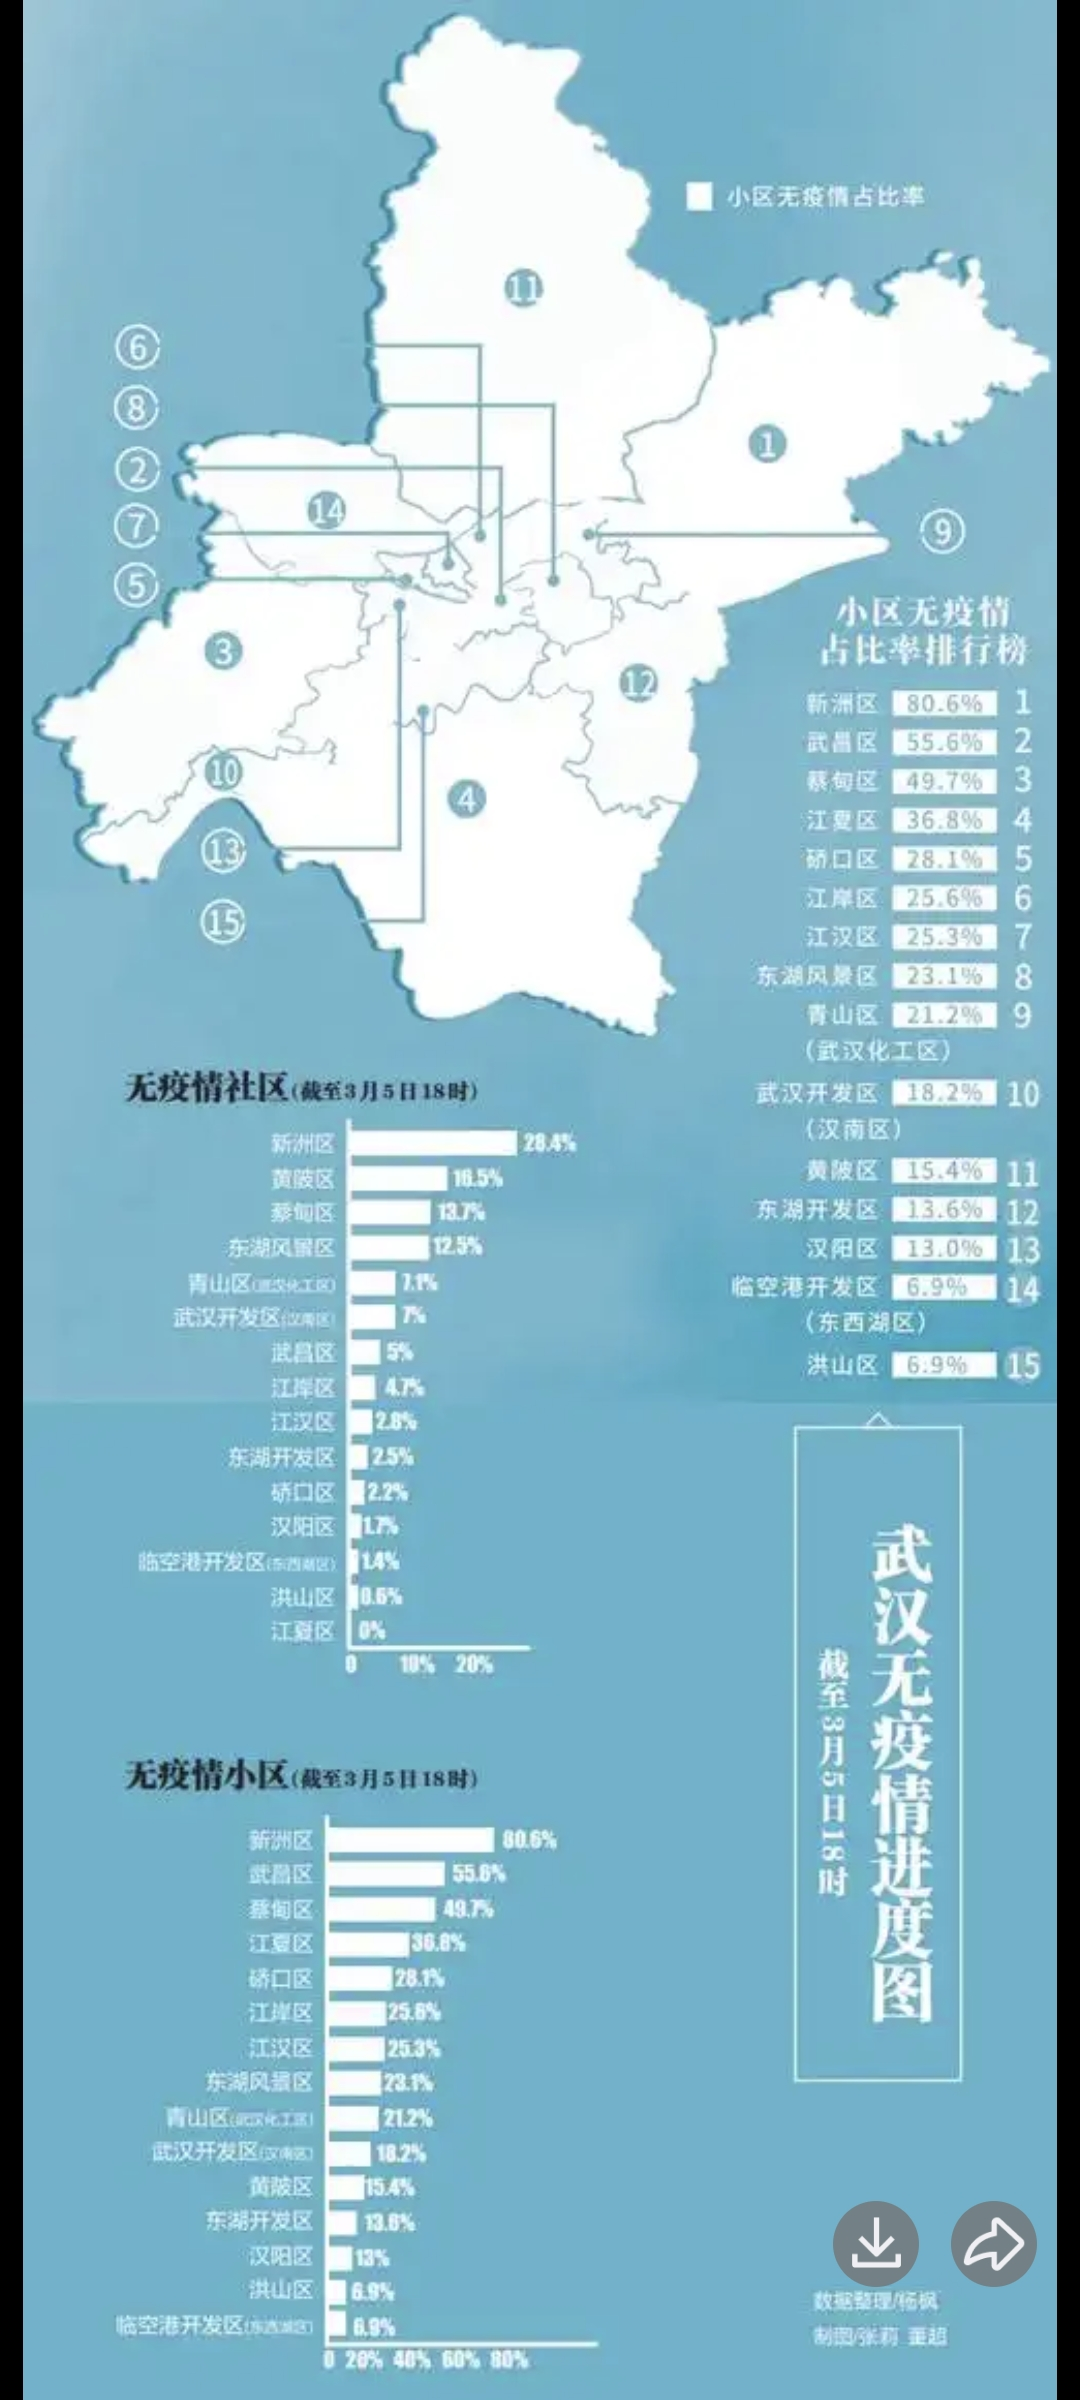 小区无疫情占比率
11
6
8
1
2
14
7
9
5
3
12
10
4
13
15
小区无疫情
占比率排行榜
新洲区 80.6% 1
武昌区 55.6% 2
蔡甸区 49.7% 3
江夏区 36.8% 4
硚口区 28.1% 5
江岸区 25.6% 6
江汉区 25.3% 7
东湖风景区 23.1% 8
青山区 21.2% 9
(武汉化工区)
武汉开发区 18.2% 10
(汉南区)
黄陂区 15.4% 11
东湖开发区 13.6% 12
汉阳区 13.0% 13
临空港开发区 6.9% 14
(东西湖区)
洪山区 6.9% 15
无疫情社区(截至3月5日18时)
新洲区 28.4%
黄陂区 16.5%
蔡甸区 13.7%
东湖风景区 12.5%
青山区(武汉化工区) 7.1%
武汉开发区(汉南区) 7%
武昌区 5%
江岸区 4.7%
江汉区 2.8%
东湖开发区 2.5%
硚口区 2.2%
汉阳区 1.7%
临空港开发区(东西湖区) 1.4%
洪山区 0.6%
江夏区 0%
0 10% 20%
武汉无疫情进度图
截至3月5日18时
无疫情小区(截至3月5日18时)
新洲区 80.6%
武昌区 55.6%
蔡甸区 49.7%
江夏区 36.8%
硚口区 28.1%
江岸区 25.6%
江汉区 25.3%
东湖风景区 23.1%
青山区(武汉化工区) 21.2%
武汉开发区(汉南区) 18.2%
黄陂区 15.4%
东湖开发区 13.6%
汉阳区 13%
洪山区 6.9%
临空港开发区(东西湖区) 6.9%
0 20% 40% 60% 80%
数据整理/杨枫
制图/张莉 董超